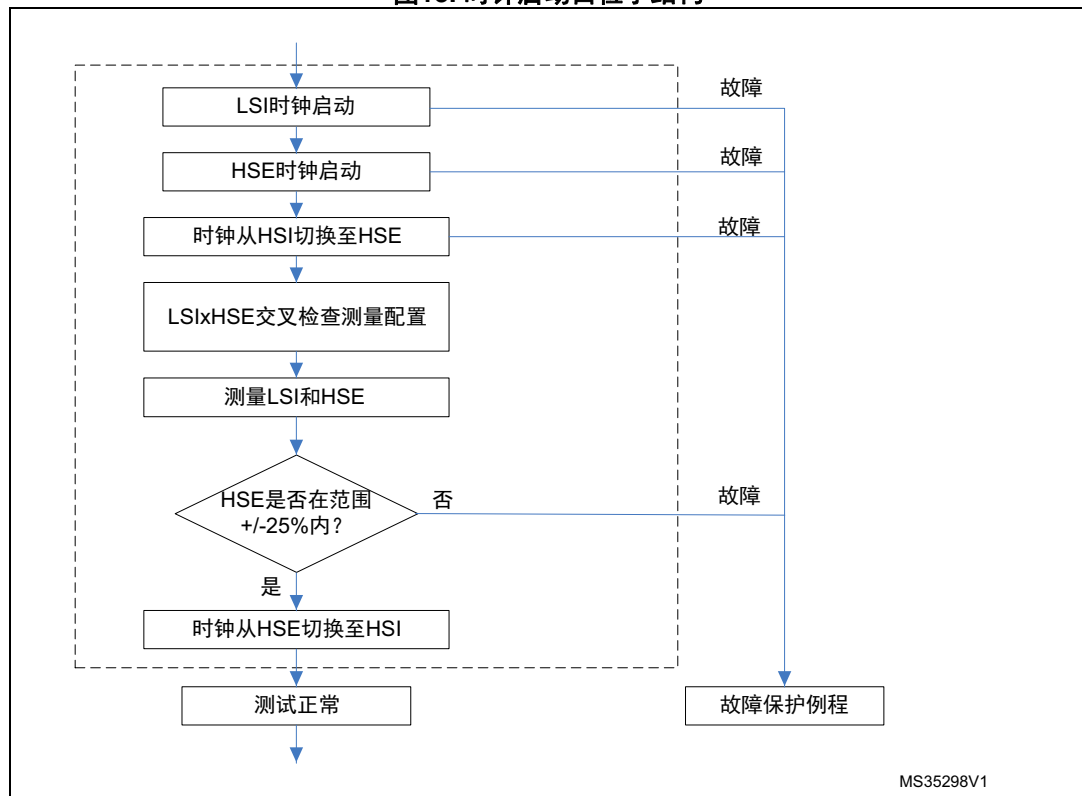 LSI时钟启动
故障
HSE时钟启动
故障
时钟从HSI切换至HSE
故障
LSIxHSE交叉检查测量配置
测量LSI和HSE
HSE是否在范围
+/-25%内?
否
故障
是
时钟从HSE切换至HSI
测试正常
故障保护例程
MS35298V1